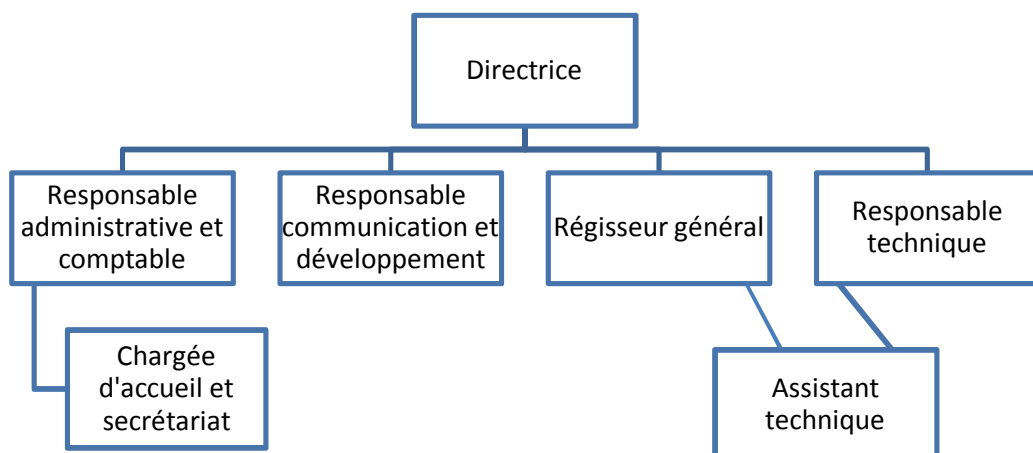 Directrice
Responsable
administrative et
comptable
Responsable
communication et
développement
Régisseur général
Responsable
technique
Chargée
d'accueil et
secrétariat
Assistant
technique